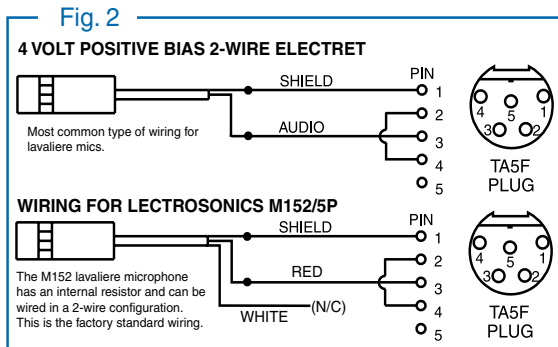 Fig. 2
4 VOLT POSITIVE BIAS 2-WIRE ELECTRET
PIN
SHIELD
1
2
AUDIO
3
4
5
Most common type of wiring for
lavaliere mics.
4
5
1
3
2
TA5F
PLUG
WIRING FOR LECTROSONICS M152/5P
PIN
SHIELD
1
2
RED
3
WHITE
(N/C)
4
5
The M152 lavaliere microphone
has an internal resistor and can be
wired in a 2-wire configuration.
This is the factory standard wiring.
4
5
1
3
2
TA5F
PLUG